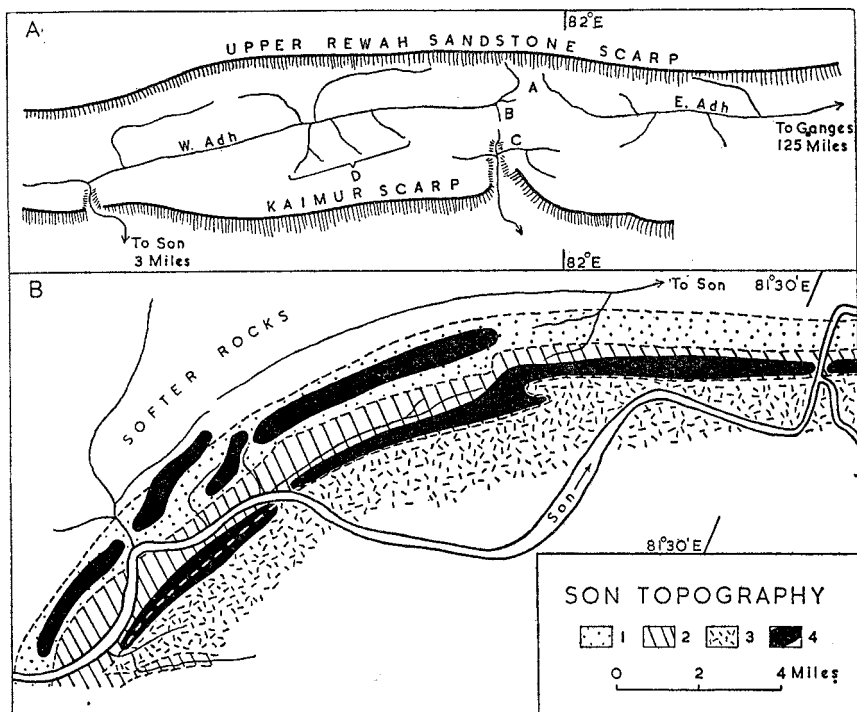 A
82°E
UPPER REWAH SANDSTONE SCARP
A
B
W. Adh
E. Adh
To Ganges
125 Miles
C
D
KAIMUR SCARP
To Son
3 Miles
82°E
B
To Son
81°30'E
SOFTER ROCKS
Son
81°30'E
SON TOPOGRAPHY
1 2 3 4
0 2 4 Miles